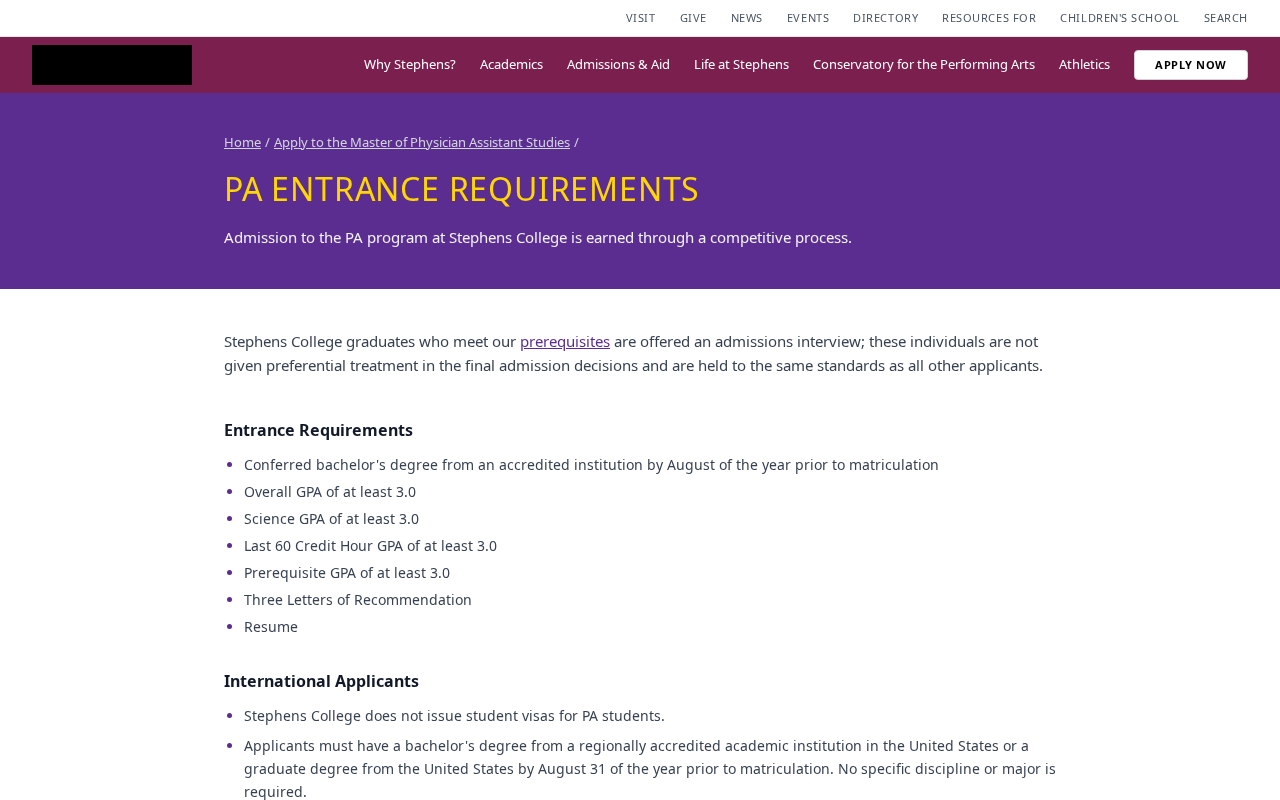 VISIT GIVE NEWS EVENTS DIRECTORY RESOURCES FOR CHILDREN'S SCHOOL SEARCH
Why Stephens? Academics Admissions & Aid Life at Stephens Conservatory for the Performing Arts Athletics APPLY NOW
Home / Apply to the Master of Physician Assistant Studies /
PA ENTRANCE REQUIREMENTS
Admission to the PA program at Stephens College is earned through a competitive process.
Stephens College graduates who meet our prerequisites are offered an admissions interview; these individuals are not
given preferential treatment in the final admission decisions and are held to the same standards as all other applicants.
Entrance Requirements
• Conferred bachelor's degree from an accredited institution by August of the year prior to matriculation
• Overall GPA of at least 3.0
• Science GPA of at least 3.0
• Last 60 Credit Hour GPA of at least 3.0
• Prerequisite GPA of at least 3.0
• Three Letters of Recommendation
• Resume
International Applicants
• Stephens College does not issue student visas for PA students.
• Applicants must have a bachelor's degree from a regionally accredited academic institution in the United States or a
graduate degree from the United States by August 31 of the year prior to matriculation. No specific discipline or major is
required.